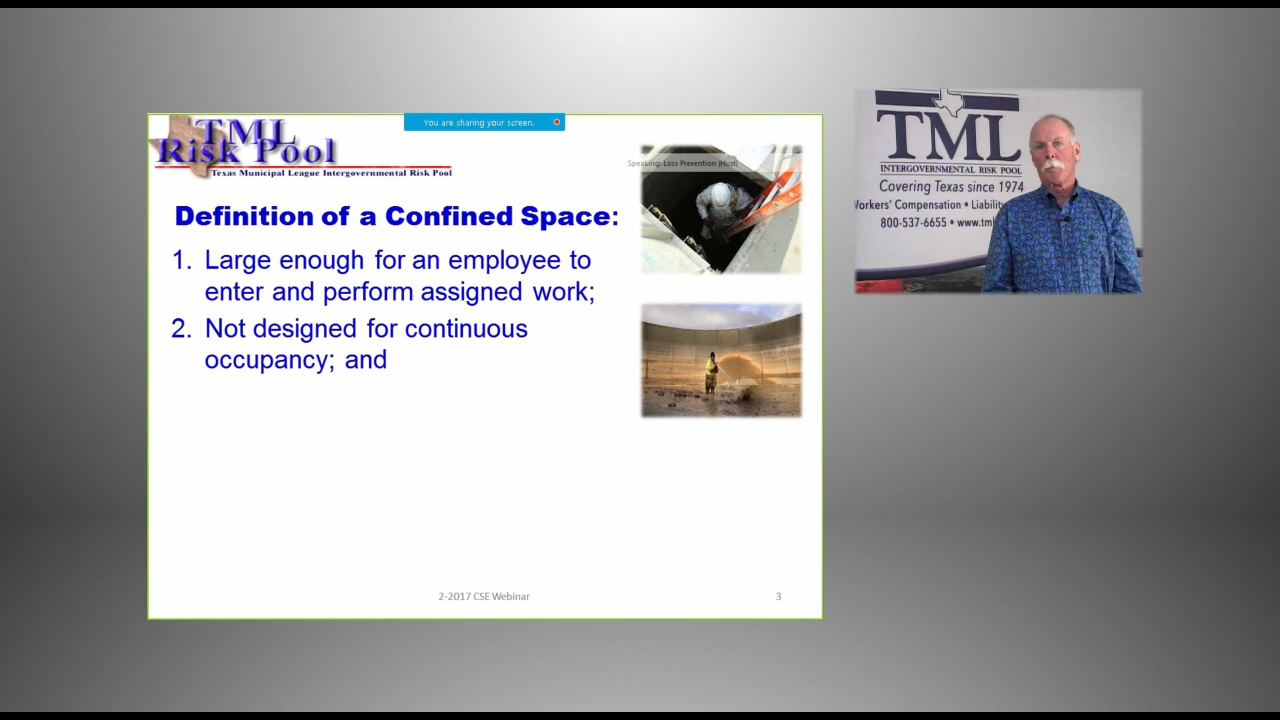 You are sharing your screen.
TML
Risk Pool
Texas Municipal League Intergovernmental Risk Pool
Speaking: Loss Prevention (Host)
Definition of a Confined Space:
1. Large enough for an employee to
enter and perform assigned work;
2. Not designed for continuous
occupancy; and
2-2017 CSE Webinar
3
TML
INTERGOVERNMENTAL RISK POOL
Covering Texas since 1974
Workers' Compensation • Liability
800-537-6655 • www.tml